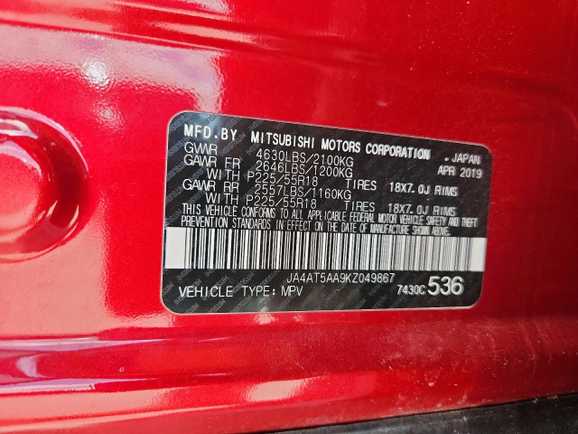 MFD.BY MITSUBISHI MOTORS CORPORATION , JAPAN
GVWR 4630LBS/2100KG APR 2019
GAWR FR 2646LBS/1200KG
WITH P225/55R18 TIRES 18X7.0J RIMS
GAWR RR 2557LBS/1160KG
WITH P225/55R18 TIRES 18X7.0J RIMS
THIS VEHICLE CONFORMS TO ALL APPLICABLE FEDERAL MOTOR VEHICLE SAFETY AND THEFT
PREVENTION STANDARDS IN EFFECT ON THE DATE OF MANUFACTURE SHOWN ABOVE.
JA4AT5AA9KZ049867
VEHICLE TYPE: MPV 7430C 536